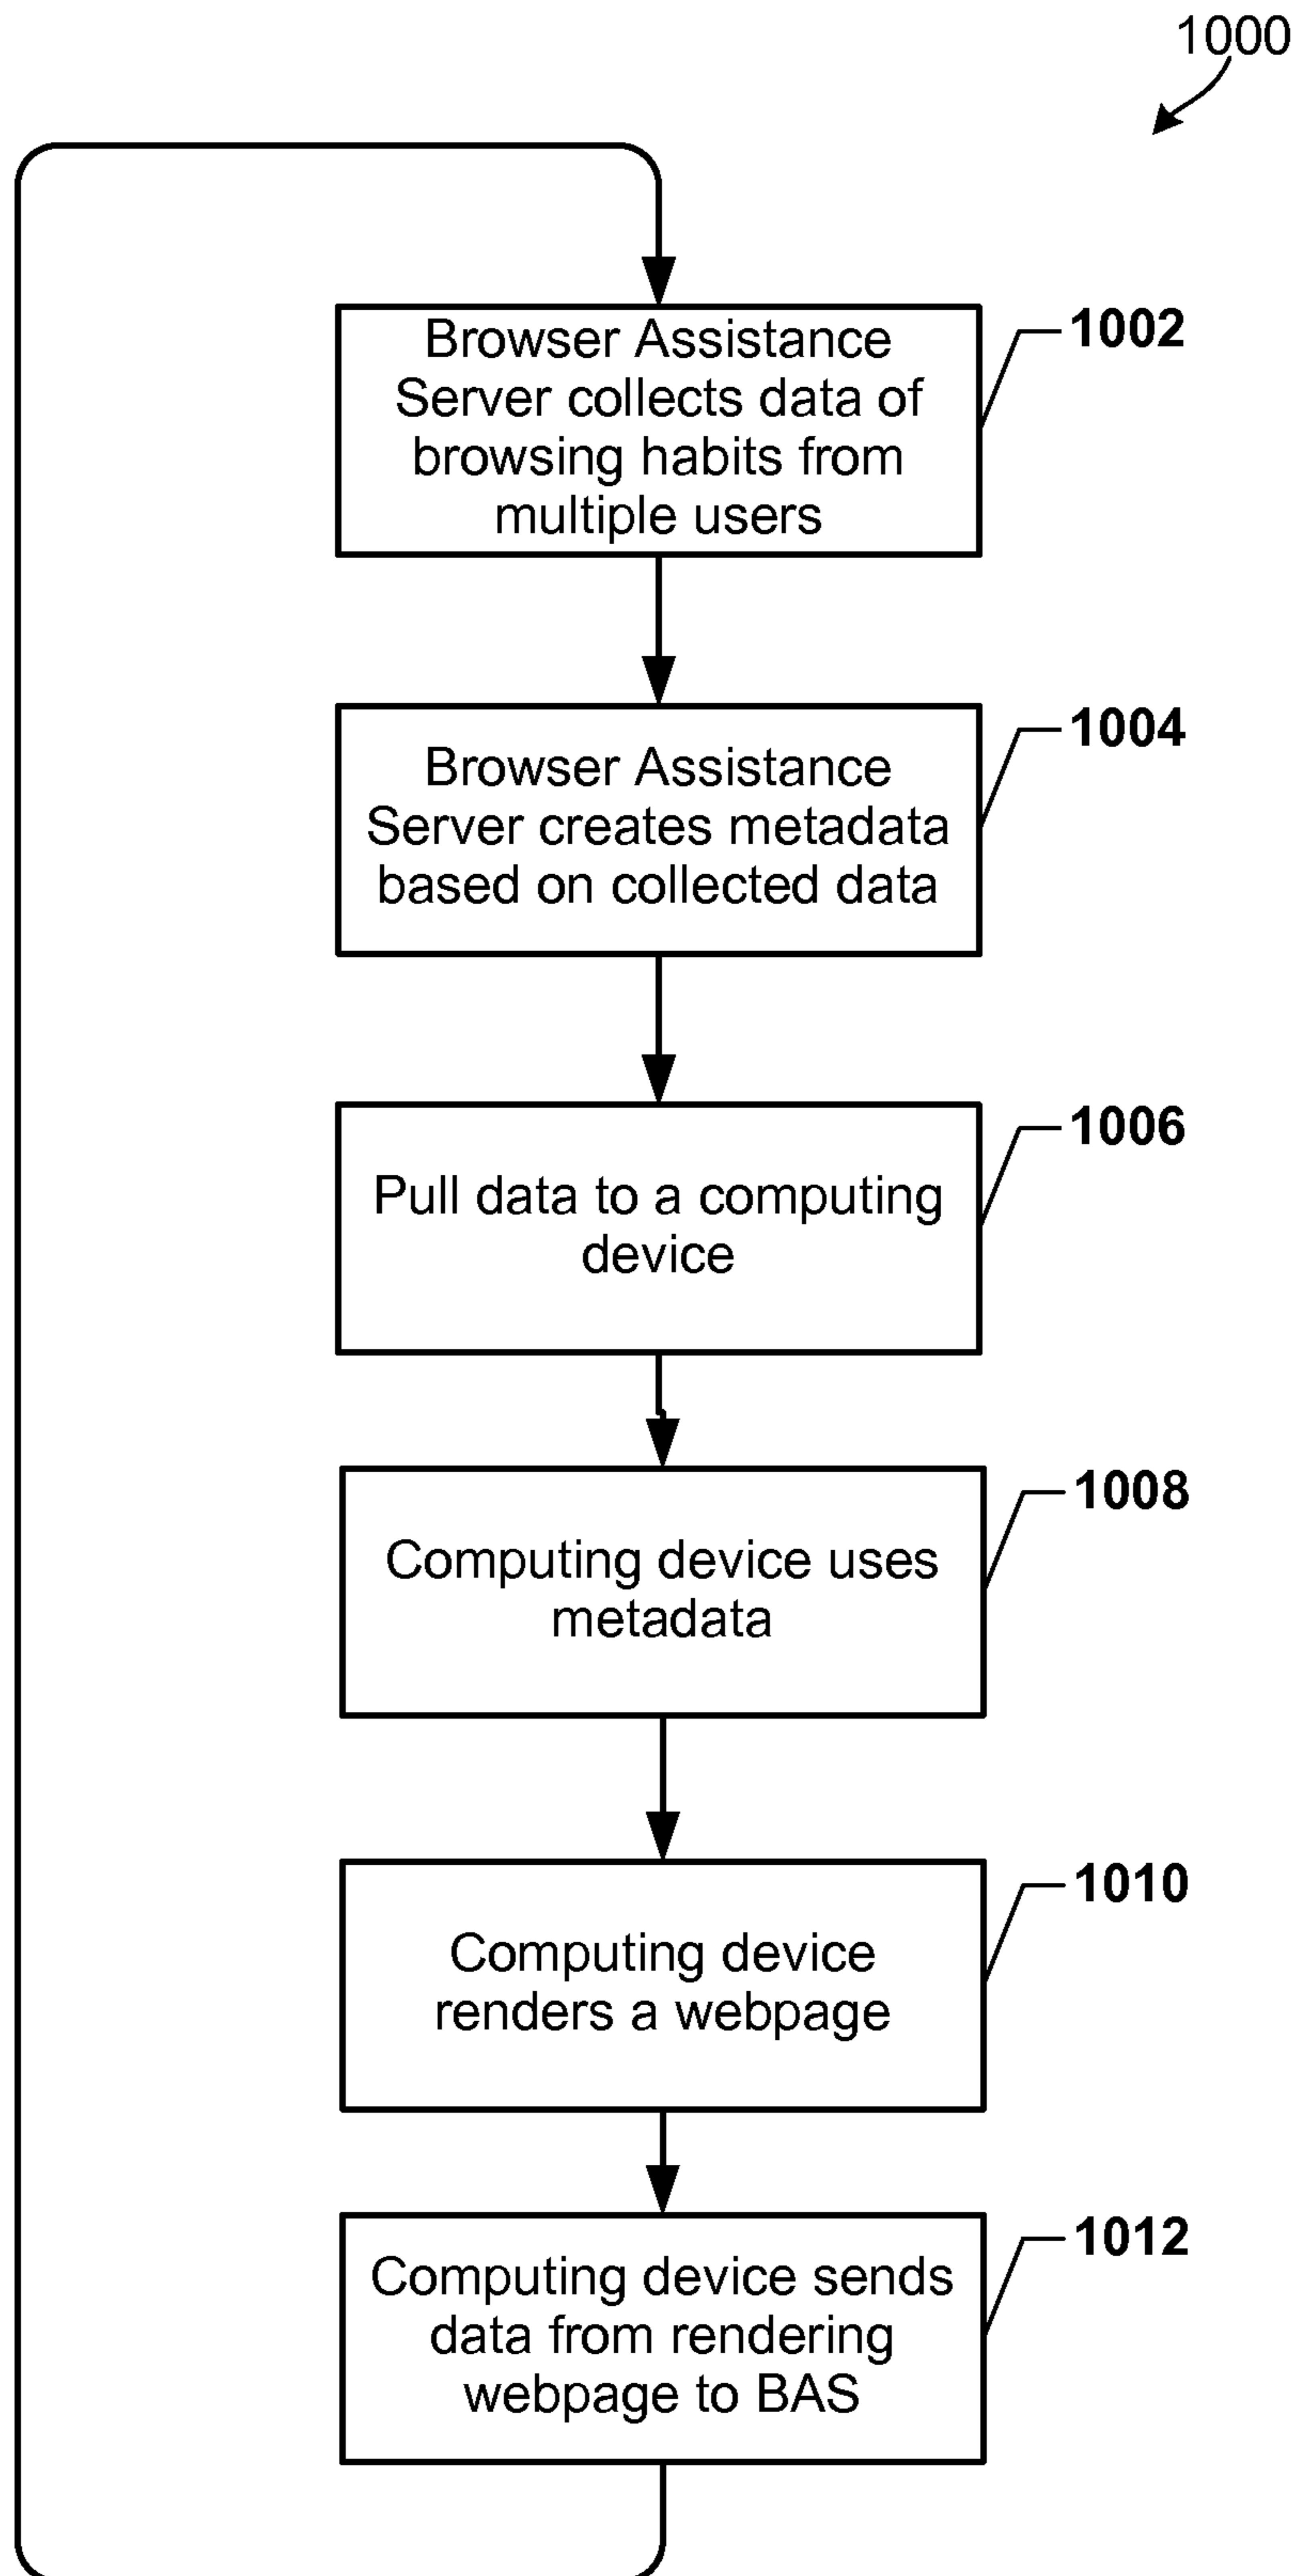 1000
Browser Assistance
Server collects data of
browsing habits from
multiple users
1002
Browser Assistance
Server creates metadata
based on collected data
1004
Pull data to a computing
device
1006
Computing device uses
metadata
1008
Computing device
renders a webpage
1010
Computing device sends
data from rendering
webpage to BAS
1012